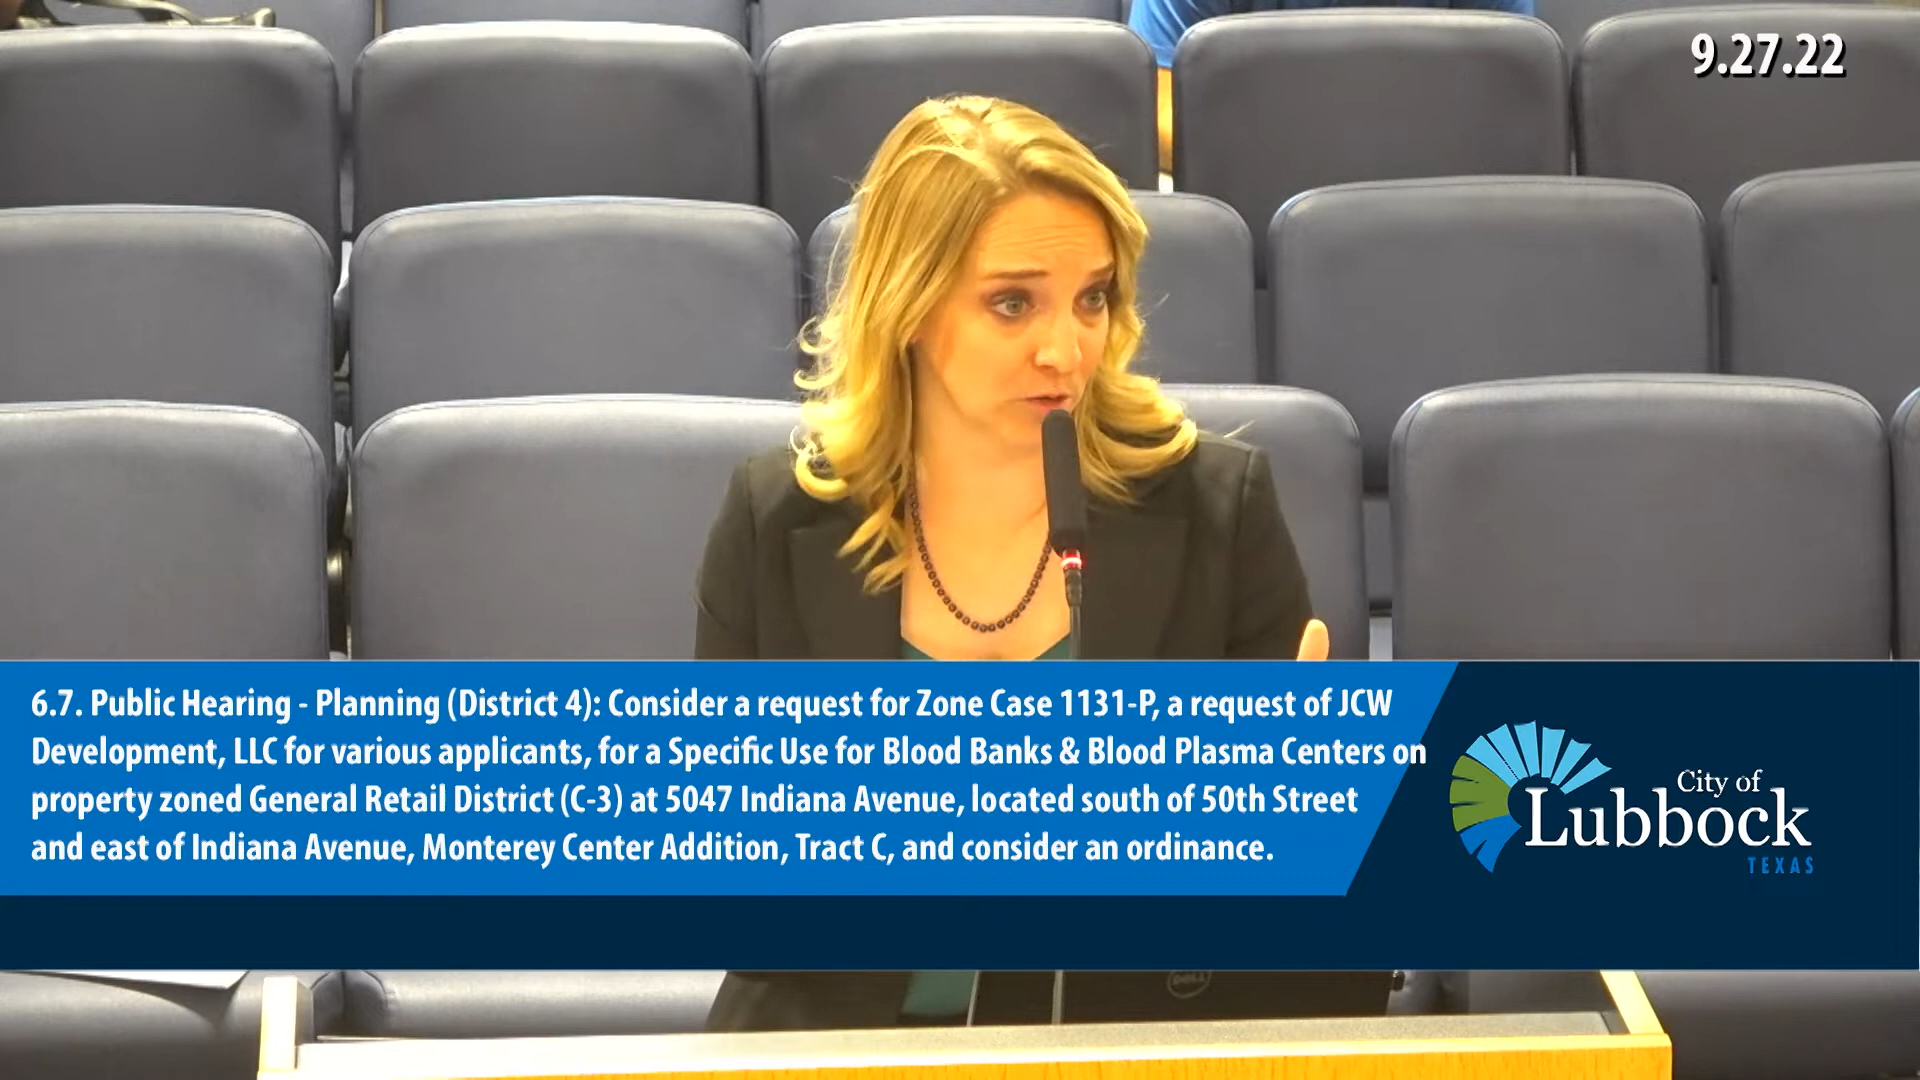 9.27.22
6.7. Public Hearing - Planning (District 4): Consider a request for Zone Case 1131-P, a request of JCW
Development, LLC for various applicants, for a Specific Use for Blood Banks & Blood Plasma Centers on
property zoned General Retail District (C-3) at 5047 Indiana Avenue, located south of 50th Street
and east of Indiana Avenue, Monterey Center Addition, Tract C, and consider an ordinance.
City of
Lubbock
TEXAS
DELL